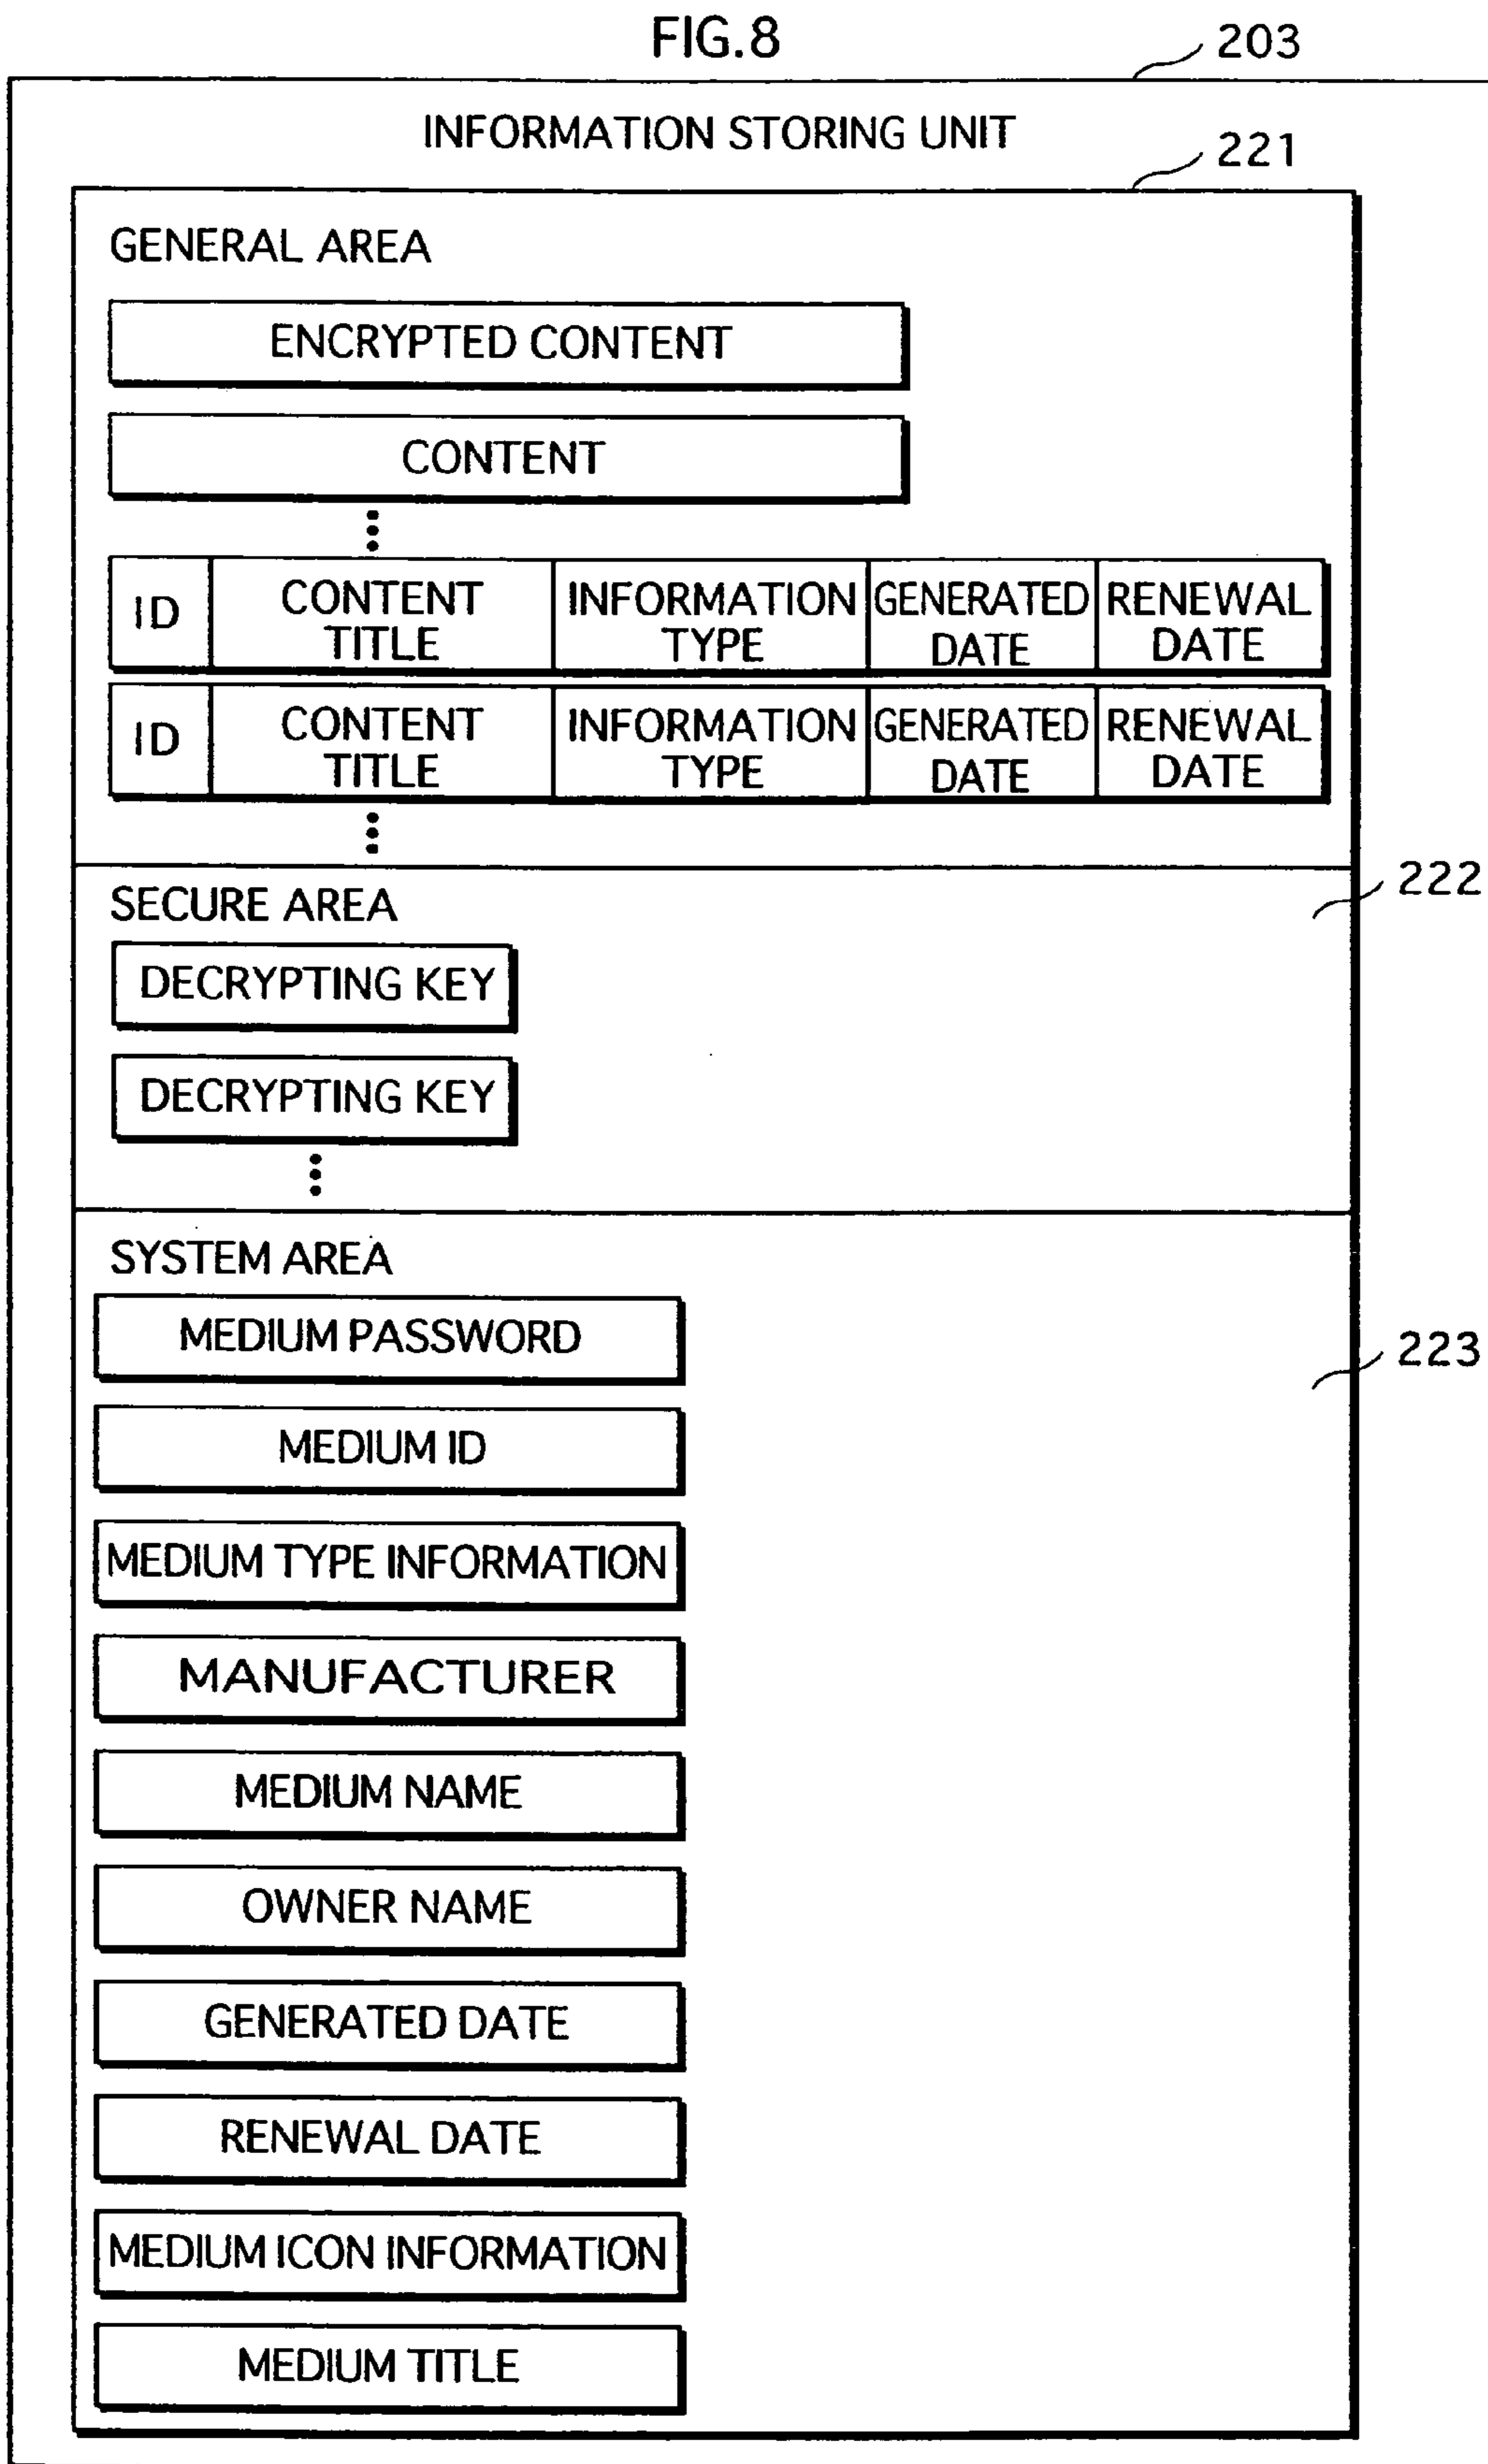 FIG.8
203
INFORMATION STORING UNIT
221
GENERAL AREA
ENCRYPTED CONTENT
CONTENT
ID CONTENT TITLE INFORMATION TYPE GENERATED DATE RENEWAL DATE
ID CONTENT TITLE INFORMATION TYPE GENERATED DATE RENEWAL DATE
222
SECURE AREA
DECRYPTING KEY
DECRYPTING KEY
SYSTEM AREA
MEDIUM PASSWORD
223
MEDIUM ID
MEDIUM TYPE INFORMATION
MANUFACTURER
MEDIUM NAME
OWNER NAME
GENERATED DATE
RENEWAL DATE
MEDIUM ICON INFORMATION
MEDIUM TITLE